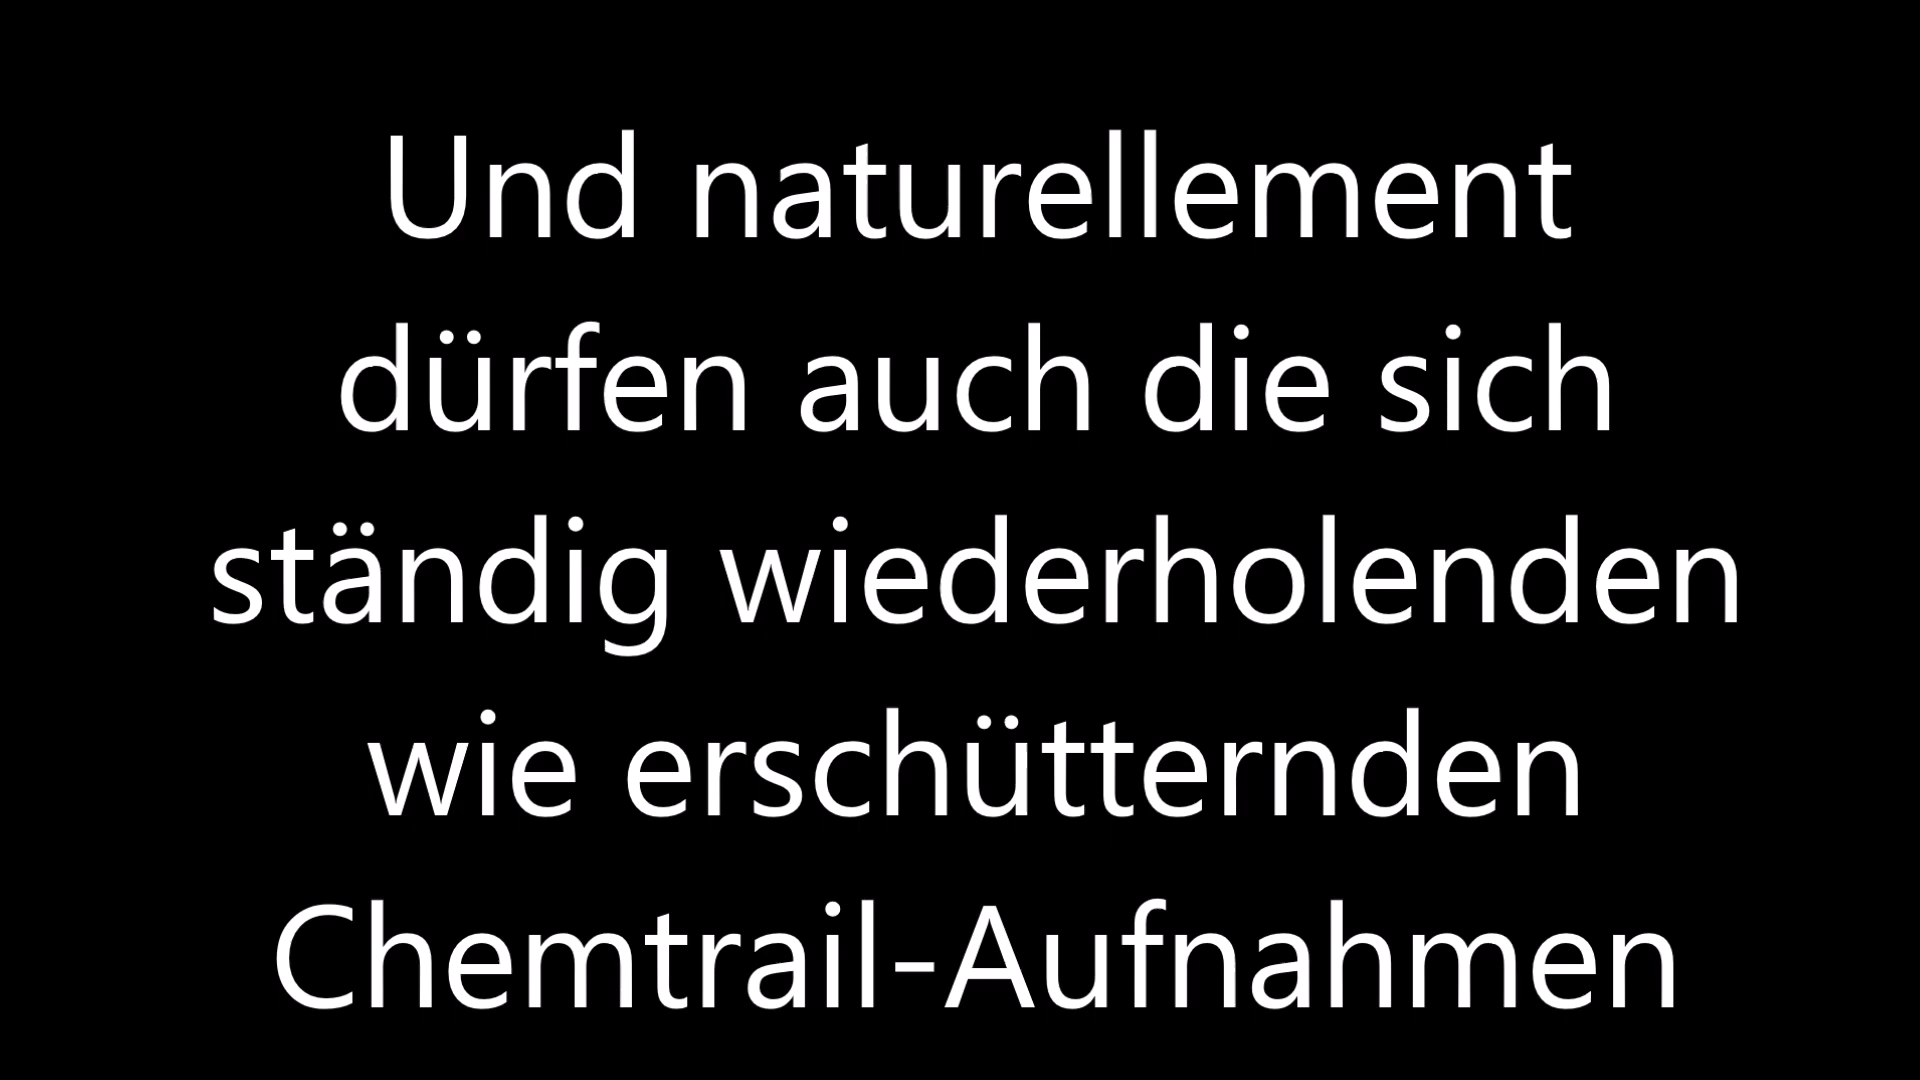 Und naturellement
dürfen auch die sich
ständig wiederholenden
wie erschütternden
Chemtrail-Aufnahmen